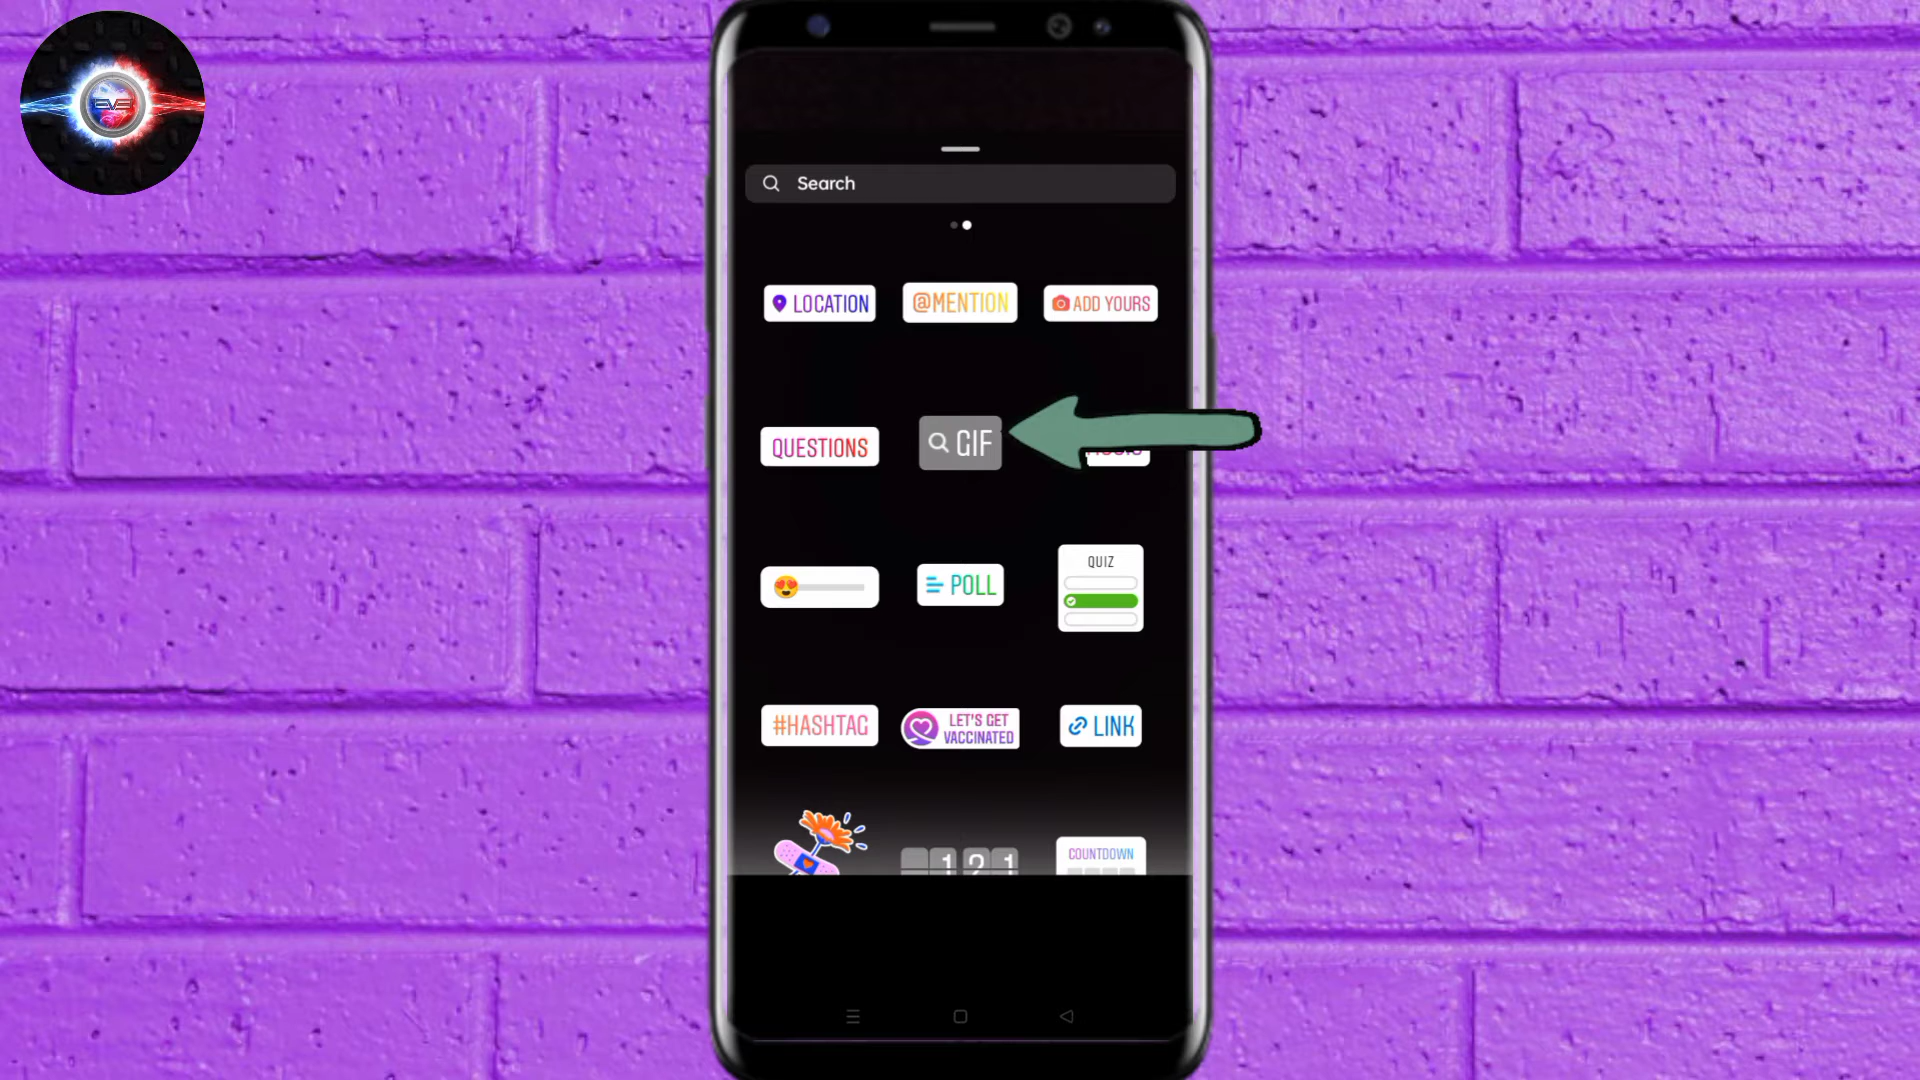 Search
LOCATION
@MENTION
ADD YOURS
QUESTIONS
GIF
POLL
QUIZ
#HASHTAG
LET'S GET
VACCINATED
LINK
COUNTDOWN